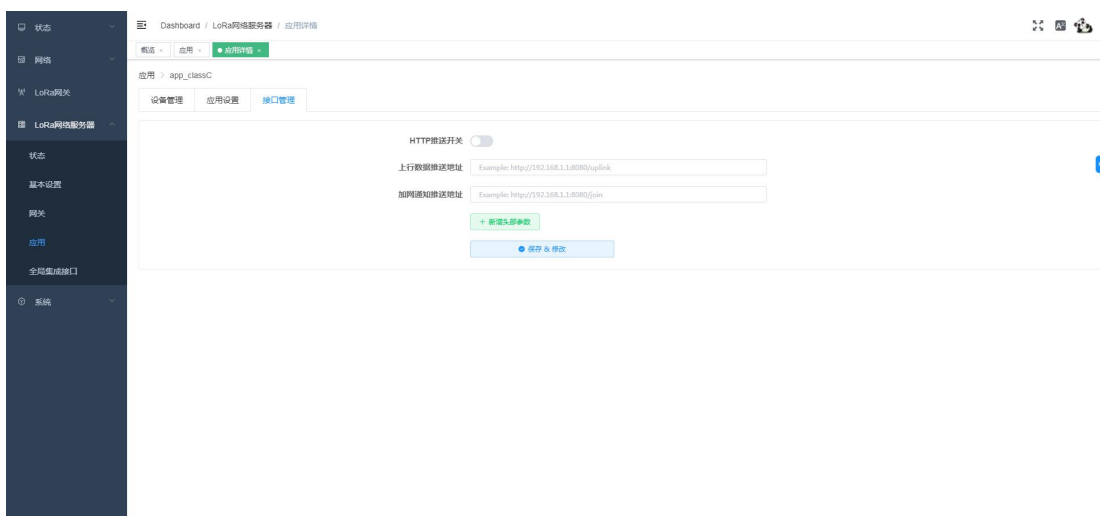 状态
网络
LoRa网关
LoRa网络服务器
状态
基本设置
网关
应用
全局集成接口
系统
Dashboard / LoRa网络服务器 / 应用详情
概览 × 应用 × 应用详情 ×
应用 > app_classC
设备管理 应用设置 接口管理
HTTP推送开关
上行数据推送地址 Example: http://192.168.1.1:8080/uplink
加网通知推送地址 Example: http://192.168.1.1:8080/join
+ 新增头部参数
保存 & 修改